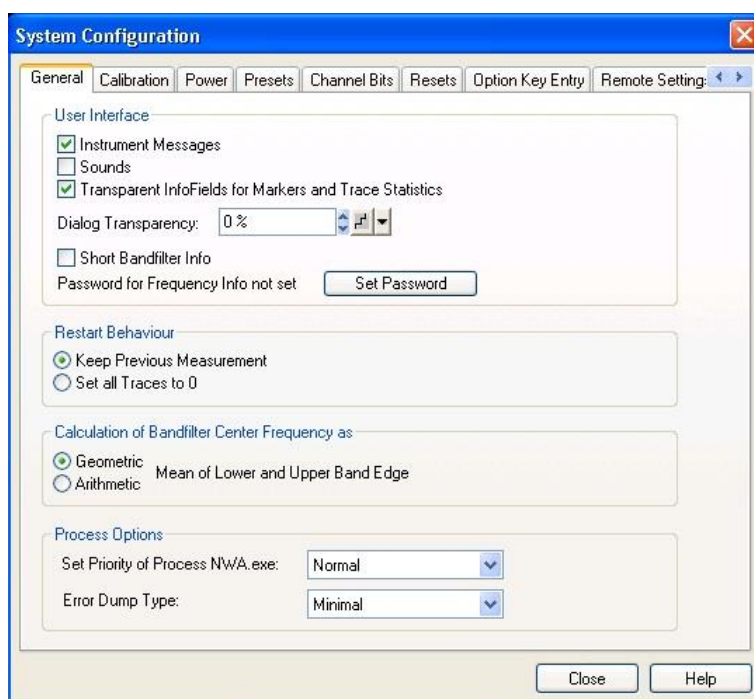 System Configuration
General Calibration Power Presets Channel Bits Resets Option Key Entry Remote Setting
User Interface
Instrument Messages
Sounds
Transparent InfoFields for Markers and Trace Statistics
Dialog Transparency: 0 %
Short Bandfilter Info
Password for Frequency Info not set Set Password
Restart Behaviour
Keep Previous Measurement
Set all Traces to 0
Calculation of Bandfilter Center Frequency as
Geometric
Mean of Lower and Upper Band Edge
Arithmetic
Process Options
Set Priority of Process NWA.exe: Normal
Error Dump Type: Minimal
Close Help